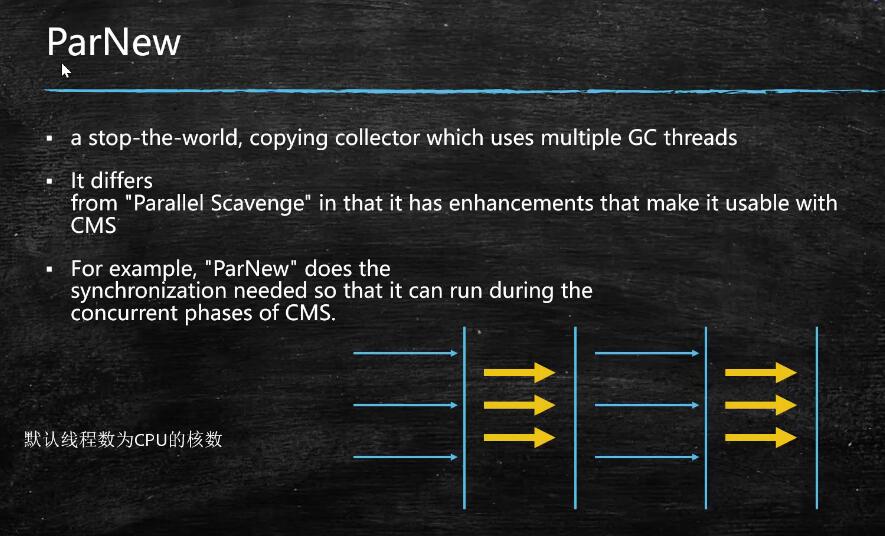 ParNew
▪ a stop-the-world, copying collector which uses multiple GC threads
▪ It differs
from "Parallel Scavenge" in that it has enhancements that make it usable with
CMS
▪ For example, "ParNew" does the
synchronization needed so that it can run during the
concurrent phases of CMS.
默认线程数为CPU的核数